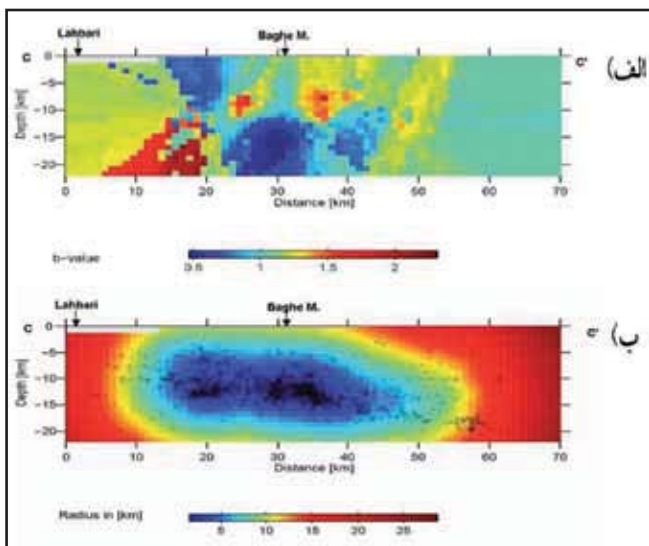 Lahbari Baghe M.
C C' الف)
0
-5
-10
-15
-20
Depth [km]
0 10 20 30 40 50 60 70
Distance [km]
b-value
0.5 1 1.5 2
Lahbari Baghe M.
C C' ب)
0
-5
-10
-15
-20
Depth [km]
0 10 20 30 40 50 60 70
Distance [km]
Radius in [km]
5 10 15 20 25